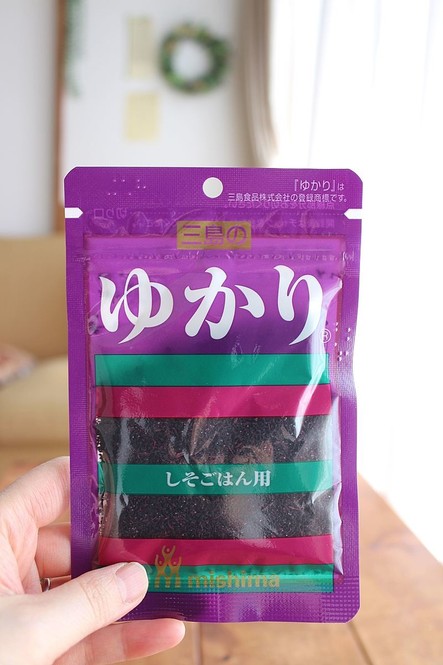 『ゆかり』は
三島食品株式会社の登録商標です。
三島の
ゆかり®
しそごはん用
mishima